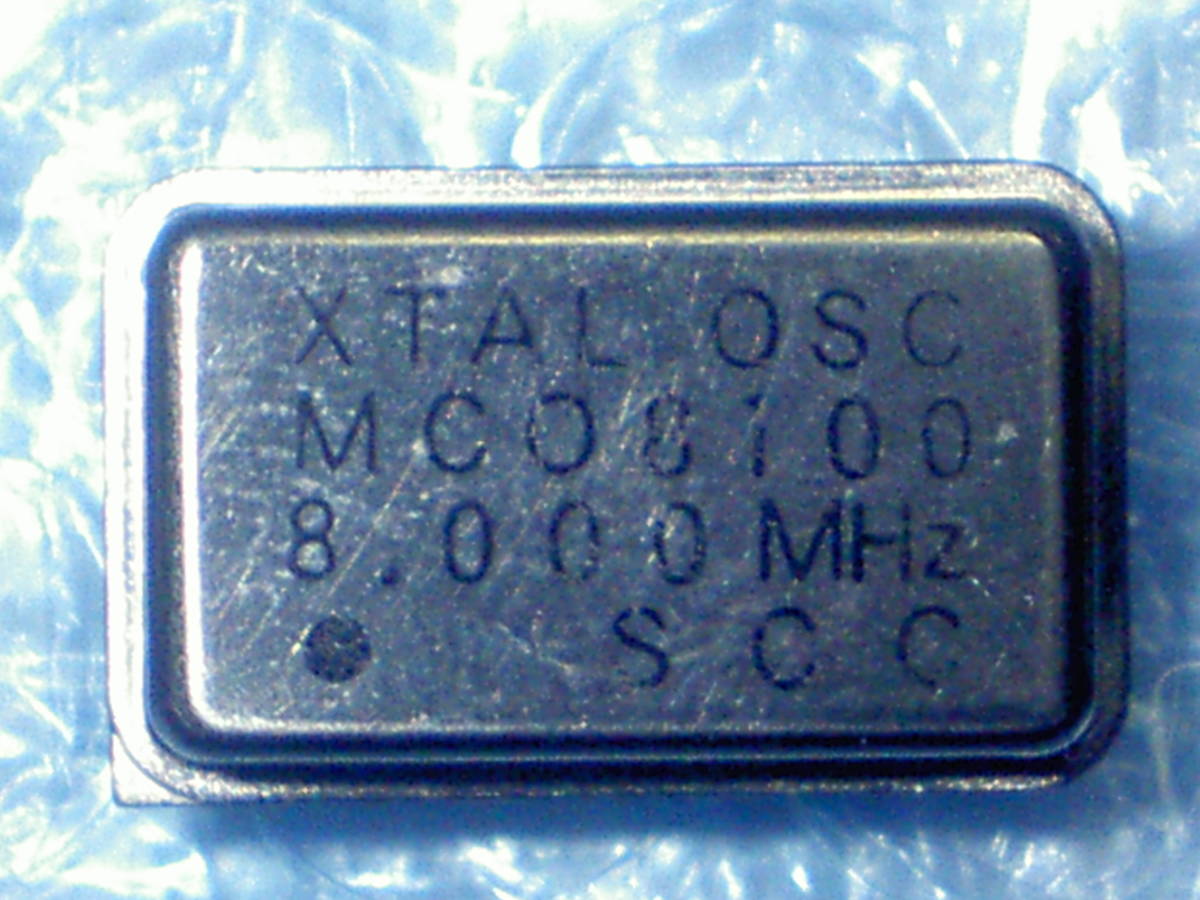 XTAL OSC
MCO8100
8.000MHz
SCC